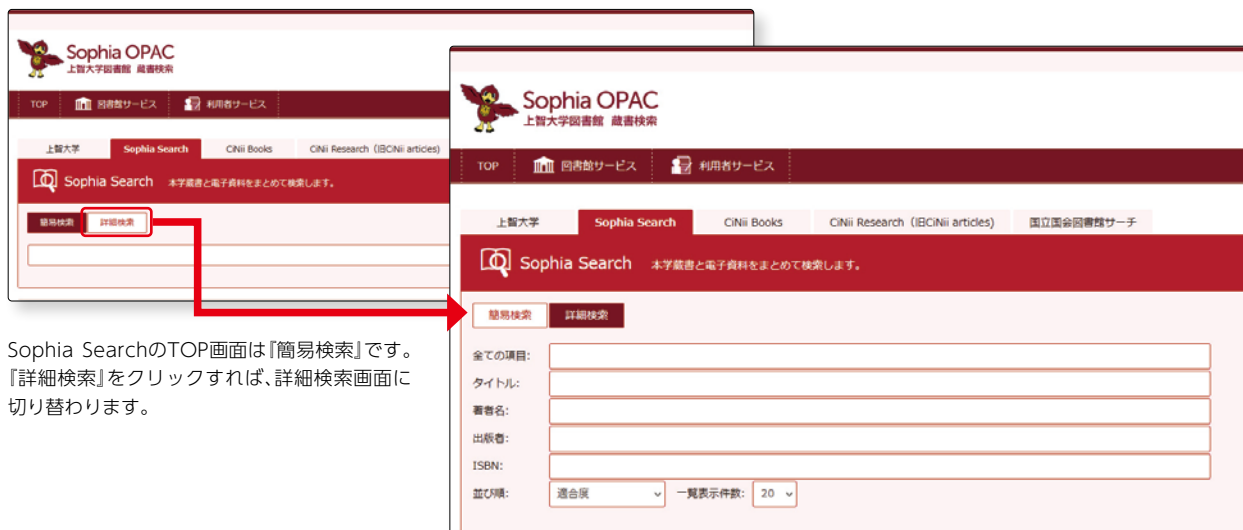 Sophia OPAC
上智大学図書館 蔵書検索
TOP 図書館サービス 利用者サービス
上智大学 Sophia Search CiNii Books CiNii Research（旧CiNii articles）
Sophia Search 本学蔵書と電子資料をまとめて検索します。
簡易検索 詳細検索
Sophia SearchのTOP画面は『簡易検索』です。
『詳細検索』をクリックすれば、詳細検索画面に
切り替わります。
Sophia OPAC
上智大学図書館 蔵書検索
TOP 図書館サービス 利用者サービス
上智大学 Sophia Search CiNii Books CiNii Research（旧CiNii articles） 国立国会図書館サーチ
Sophia Search 本学蔵書と電子資料をまとめて検索します。
簡易検索 詳細検索
全ての項目:
タイトル:
著者名:
出版者:
ISBN:
並び順: 適合度 一覧表示件数: 20